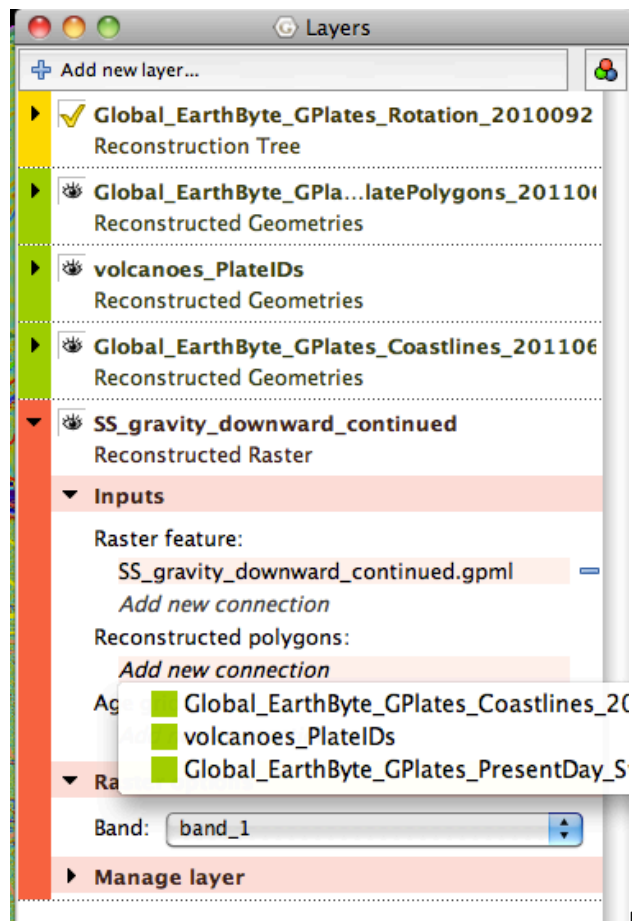 Layers
Add new layer...
Global_EarthByte_GPlates_Rotation_2010092
Reconstruction Tree
Global_EarthByte_GPla...latePolygons_20110
Reconstructed Geometries
volcanoes_PlateIDs
Reconstructed Geometries
Global_EarthByte_GPlates_Coastlines_201106
Reconstructed Geometries
SS_gravity_downward_continued
Reconstructed Raster
Inputs
Raster feature:
SS_gravity_downward_continued.gpml
Add new connection
Reconstructed polygons:
Add new connection
Ag
Global_EarthByte_GPlates_Coastlines_20
volcanoes_PlateIDs
Global_EarthByte_GPlates_PresentDay_S
Ra
Band: band_1
Manage layer